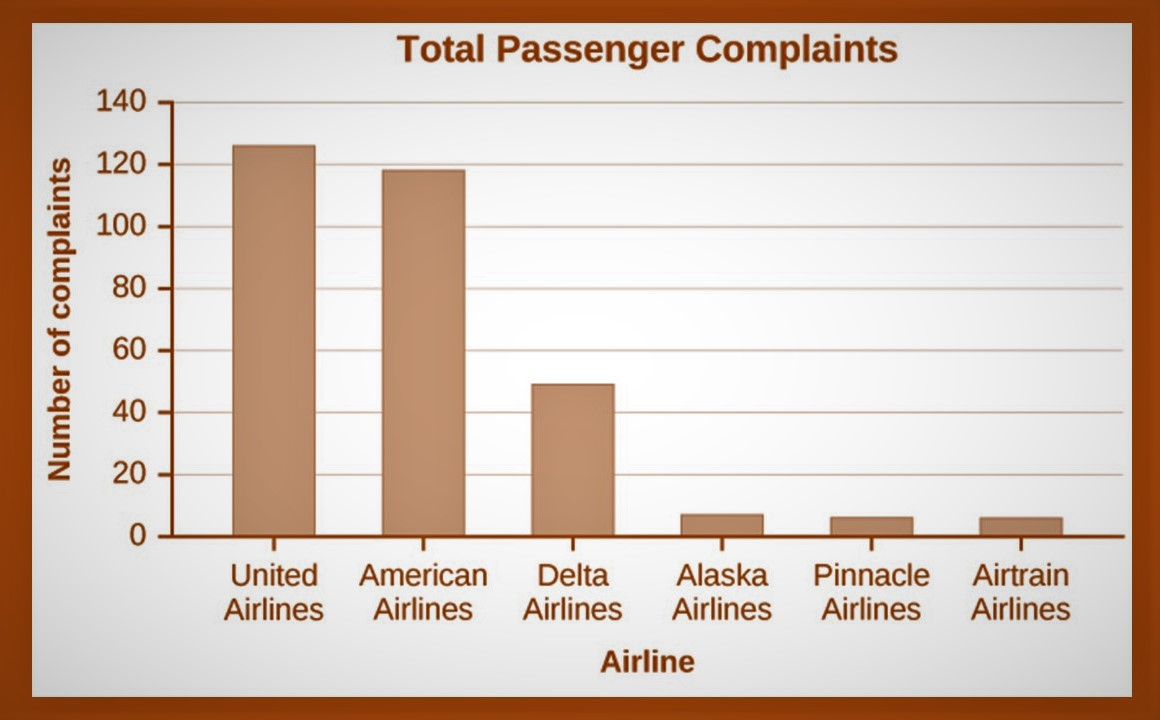 Total Passenger Complaints
Number of complaints
140
120
100
80
60
40
20
0
United Airlines
American Airlines
Delta Airlines
Alaska Airlines
Pinnacle Airlines
Airtrain Airlines
Airline